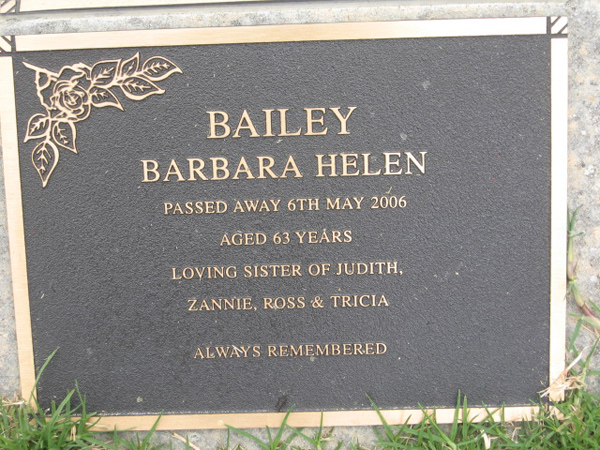 BAILEY
BARBARA HELEN
PASSED AWAY 6TH MAY 2006
AGED 63 YEARS
LOVING SISTER OF JUDITH,
ZANNIE, ROSS & TRICIA
ALWAYS REMEMBERED